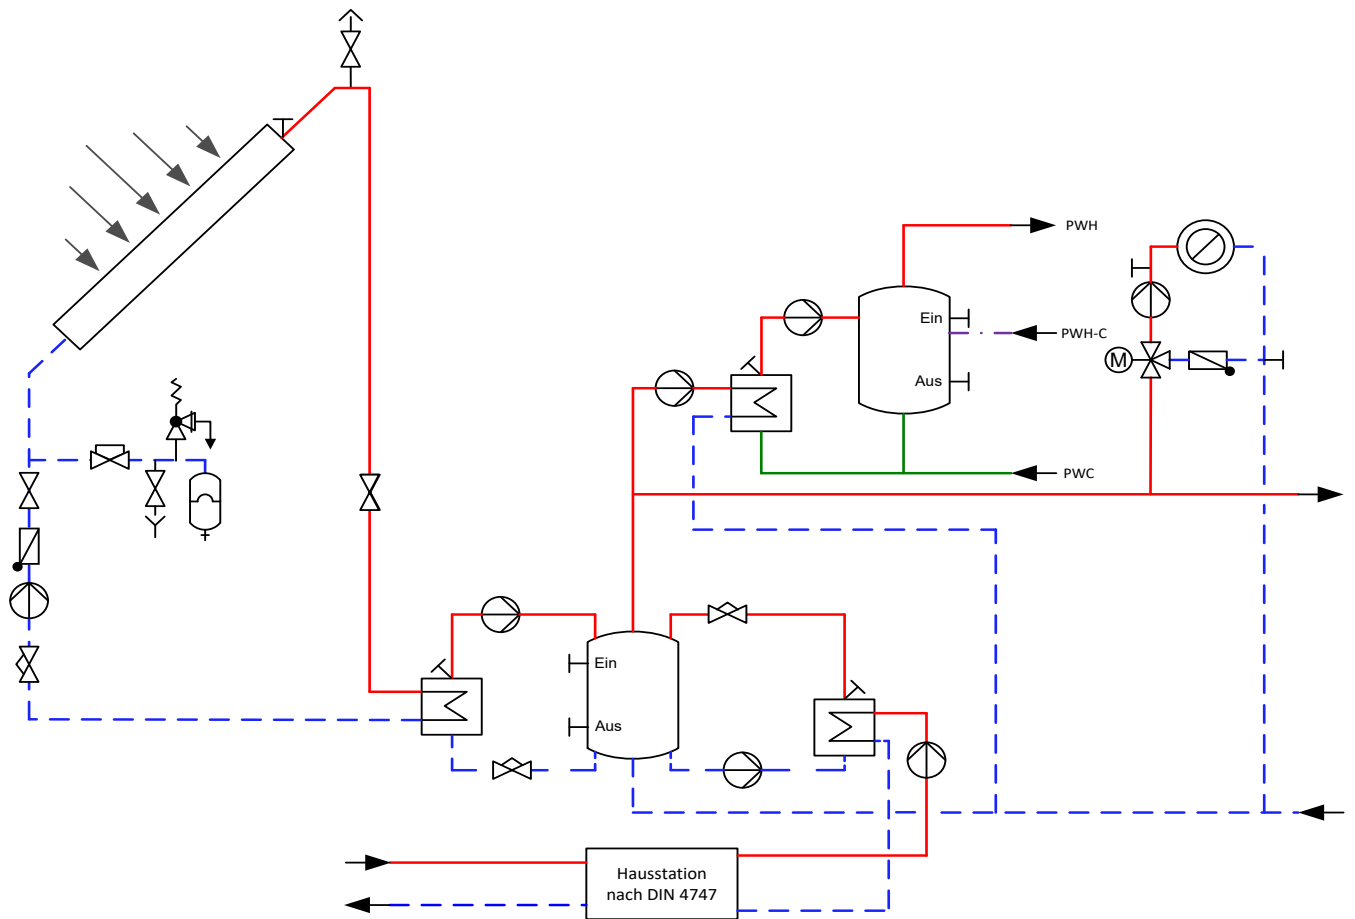 PWH
Ein
PWH-C
M
Aus
PWC
Ein
Aus
Hausstation
nach DIN 4747